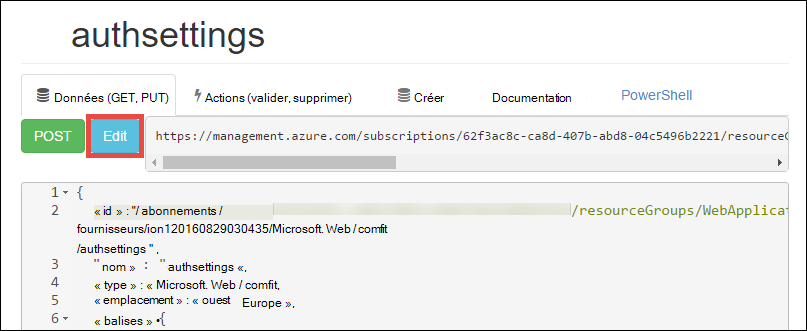 authsettings
Données (GET, PUT) Actions (valider, supprimer) Créer Documentation PowerShell
POST Edit https://management.azure.com/subscriptions/62f3ac8c-ca8d-407b-abd8-04c5496b2221/resourceG
1 {
2 « id » : "/ abonnements / /resourceGroups/WebApplicat
fournisseurs/ion120160829030435/Microsoft. Web / comfit
/authsettings " ,
3 " nom » : " authsettings «,
4 « type » : « Microsoft. Web / comfit,
5 « emplacement » : « ouest Europe »,
6 « balises » •{